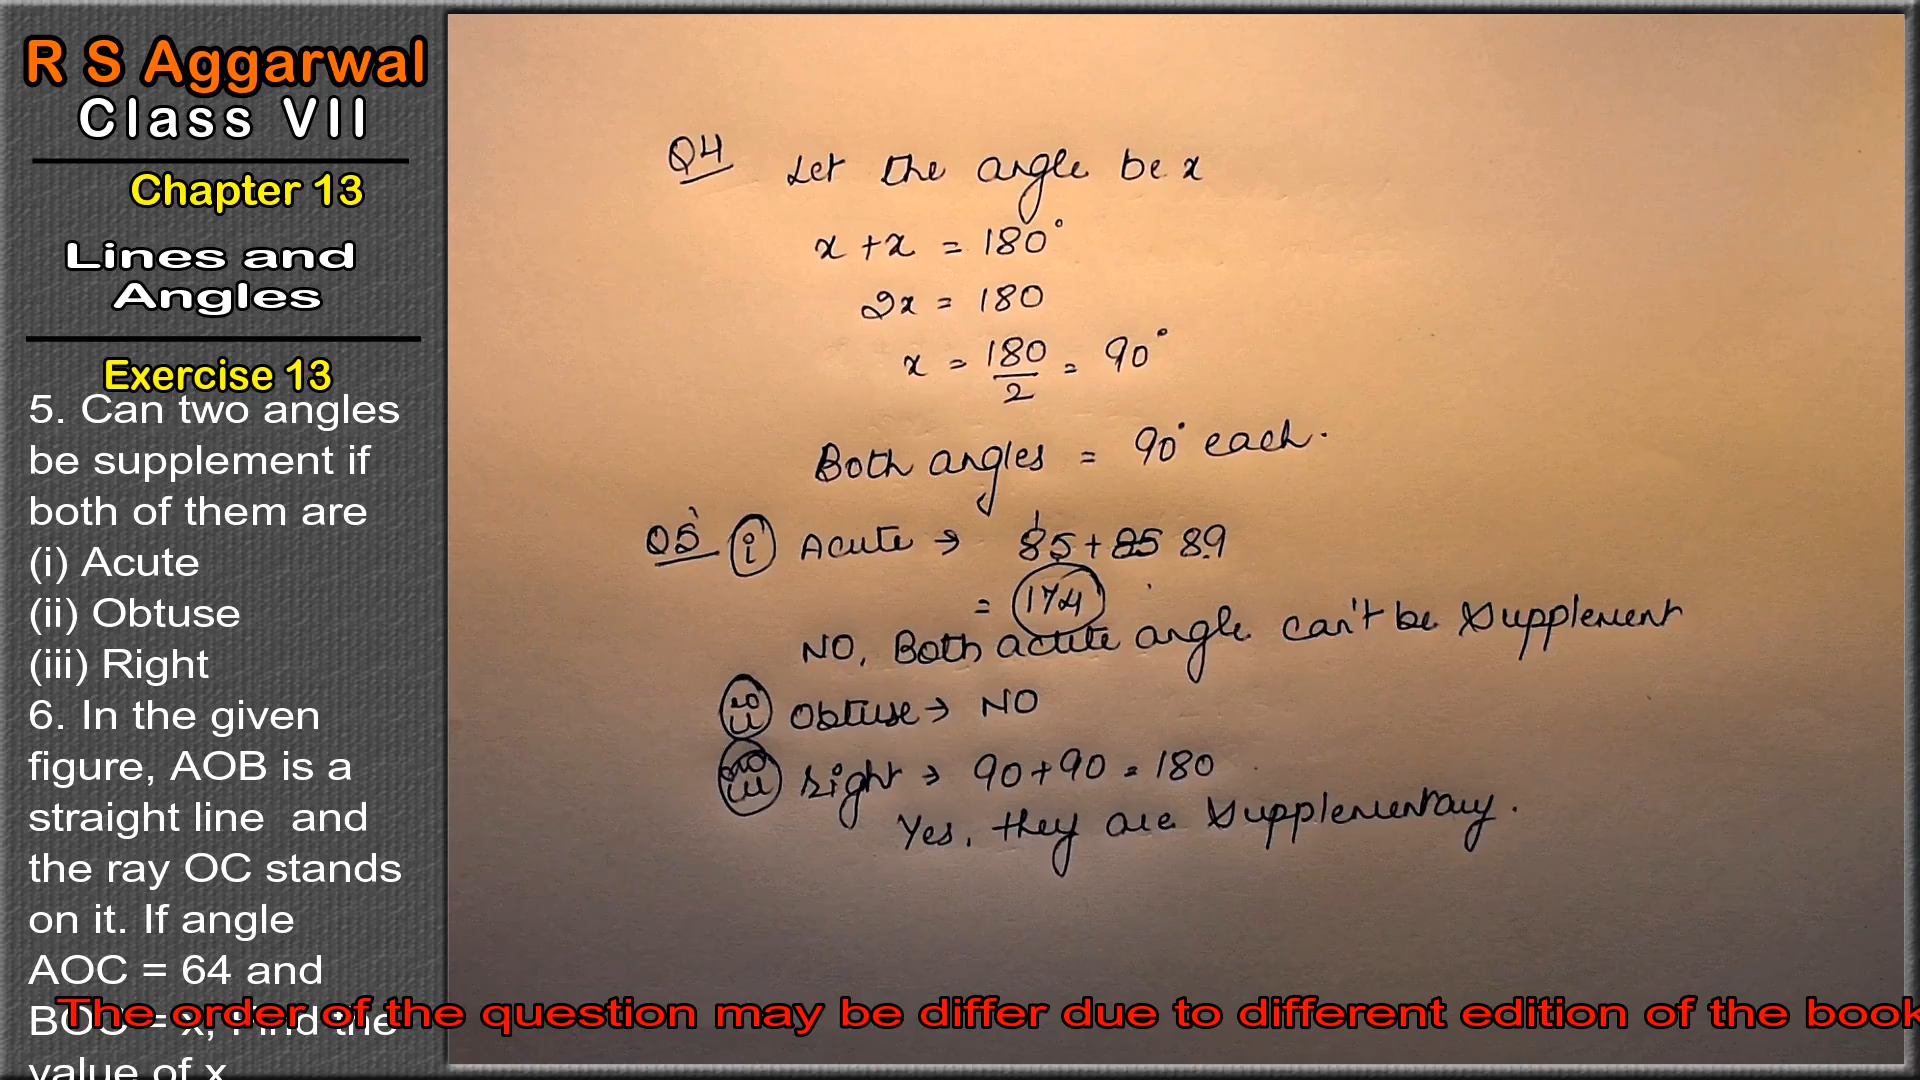 R S Aggarwal
Class VII
Chapter 13
Lines and
Angles
Exercise 13
5. Can two angles
be supplement if
both of them are
(i) Acute
(ii) Obtuse
(iii) Right
6. In the given
figure, AOB is a
straight line and
the ray OC stands
on it. If angle
AOC = 64 and
BOC = x, Find the
value of x
Q4 Let the angle be x
x + x = 180°
2x = 180
x = 180/2 = 90°
Both angles = 90° each.
Q5 (i) Acute → 85 + 85 89
= 174
NO, Both acute angle can't be Supplement
(ii) Obtuse → NO
(iii) right → 90 + 90 = 180
Yes, they are Supplementary.
The order of the question may be differ due to different edition of the book